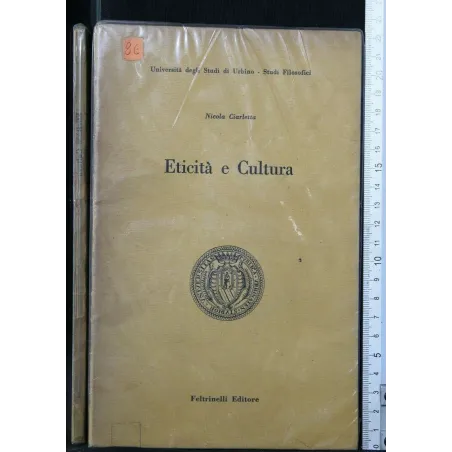 86
Università degli Studi di Urbino - Studi Filosofici
Nicola Ciarletta
Eticità e Cultura
Feltrinelli Editore